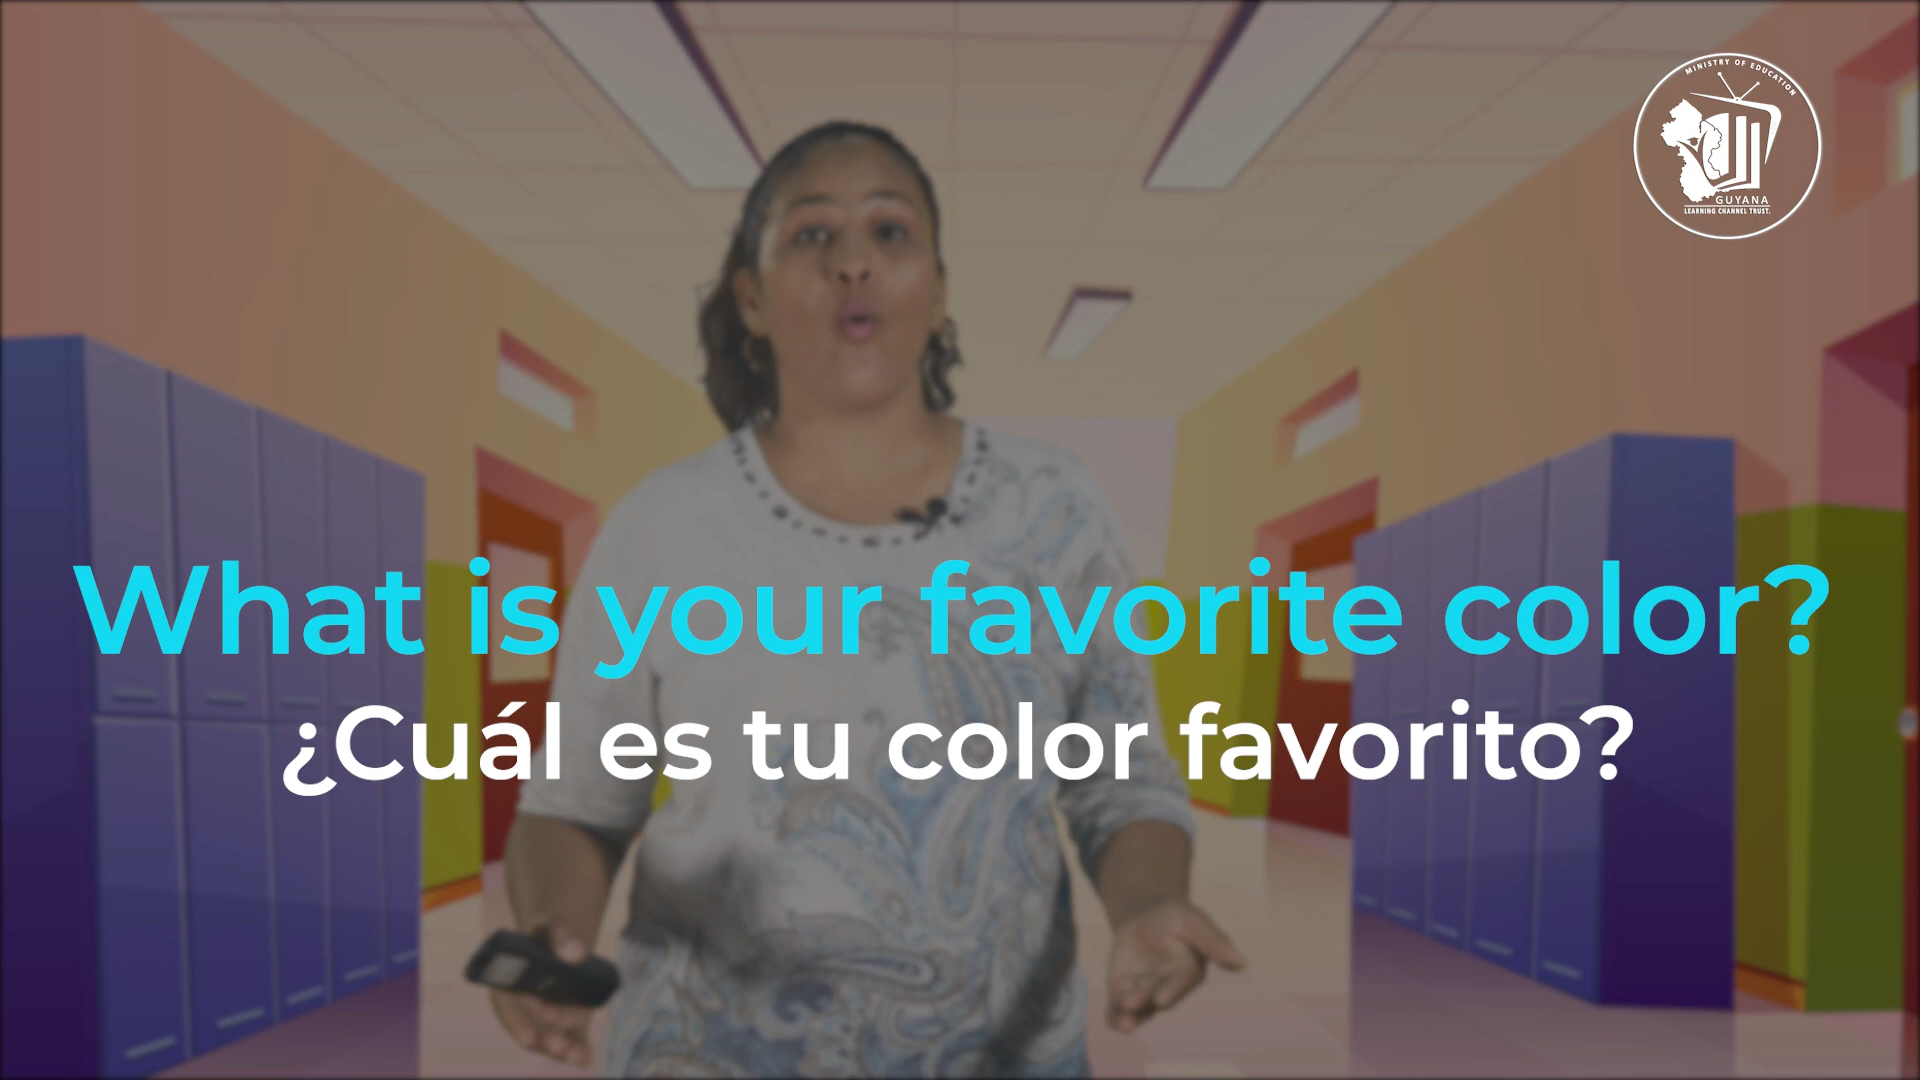 MINISTRY OF EDUCATION
GUYANA
LEARNING CHANNEL TRUST.
What is your favorite color?
¿Cuál es tu color favorito?